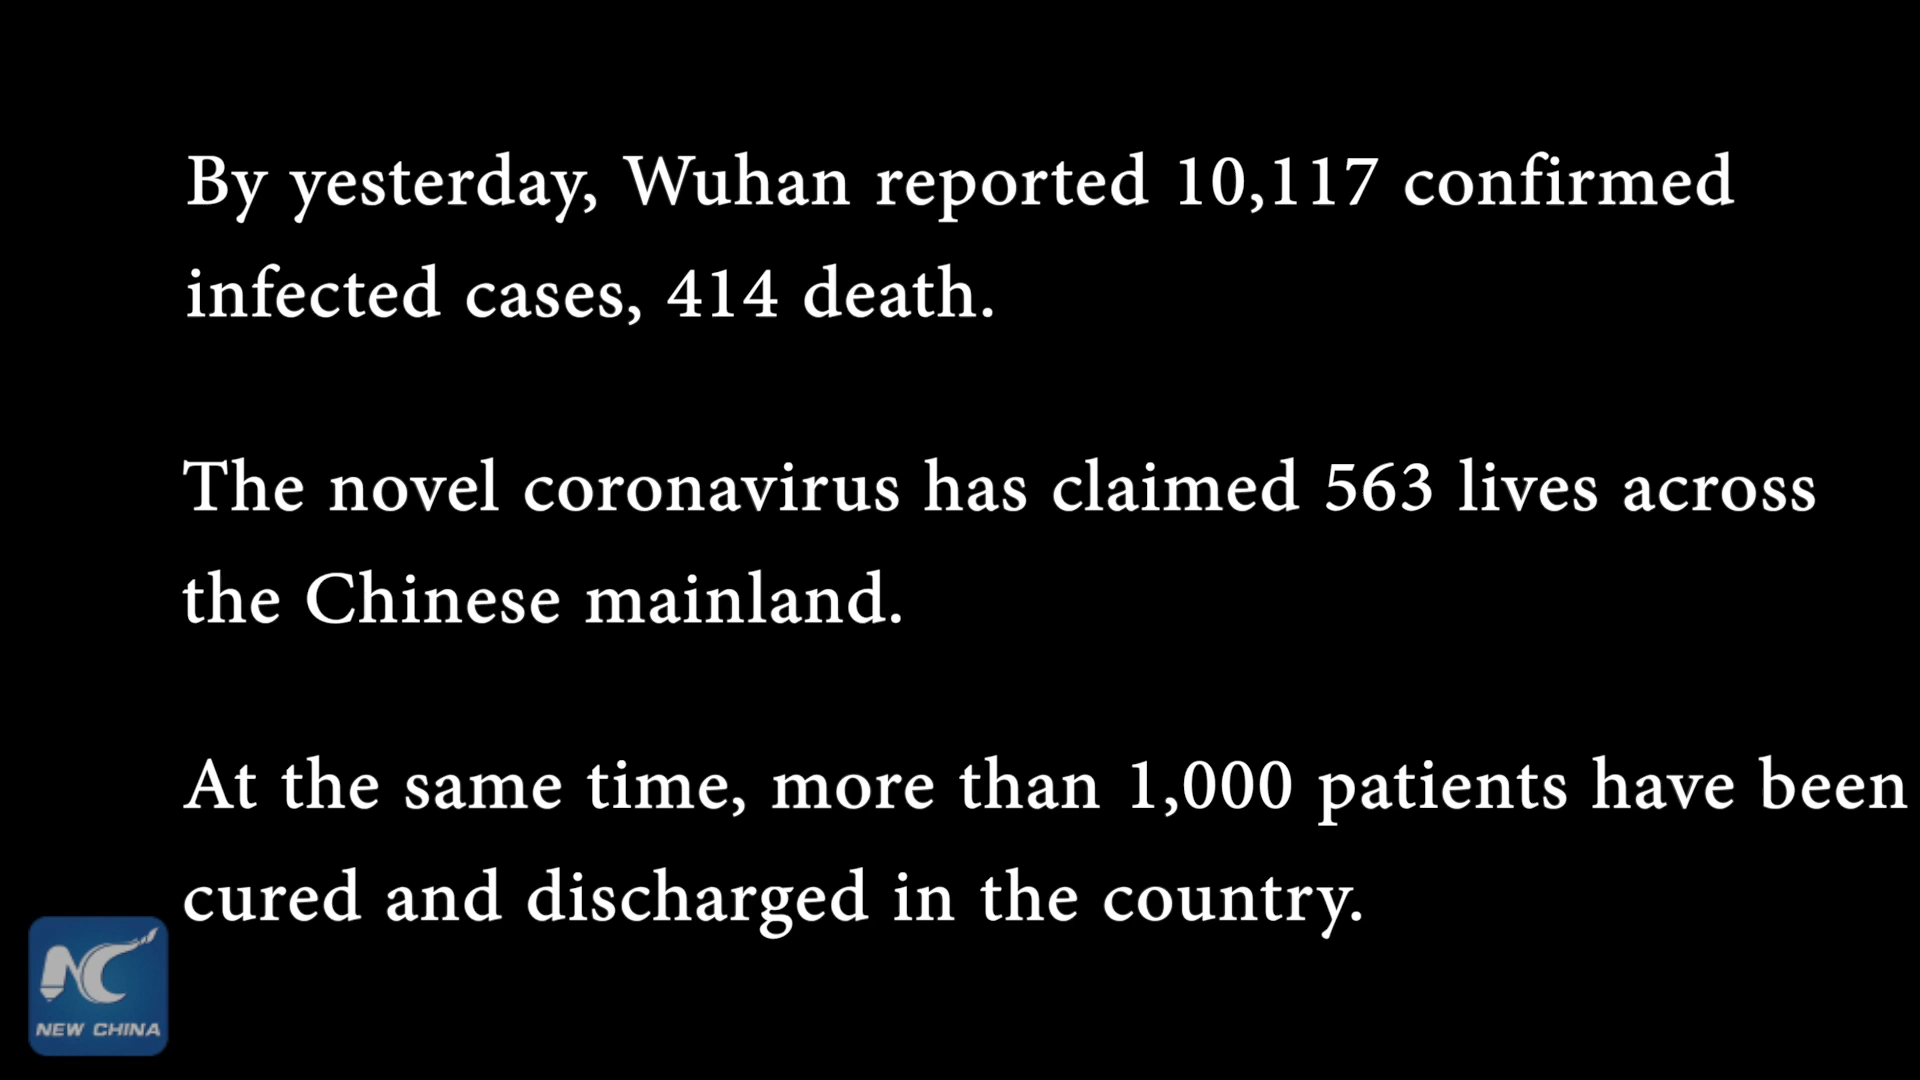 By yesterday, Wuhan reported 10,117 confirmed
infected cases, 414 death.
The novel coronavirus has claimed 563 lives across
the Chinese mainland.
At the same time, more than 1,000 patients have been
cured and discharged in the country.
NC
NEW CHINA